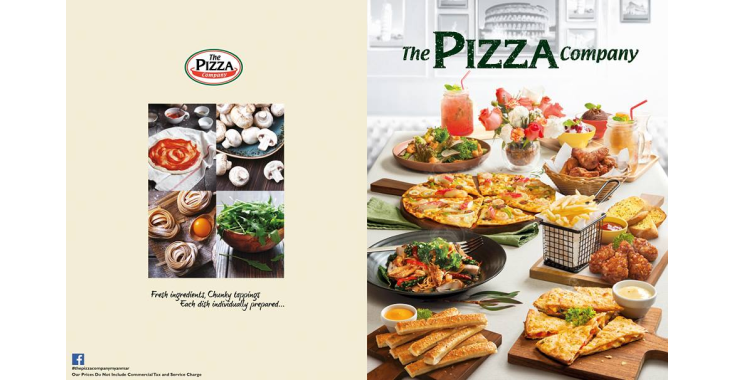 The
PIZZA
Company
Fresh ingredients, Chunky toppings
Each dish individually prepared...
#thepizzacompanymyanmar
Our Prices Do Not Include Commercial Tax and Service Charge
The PIZZA Company